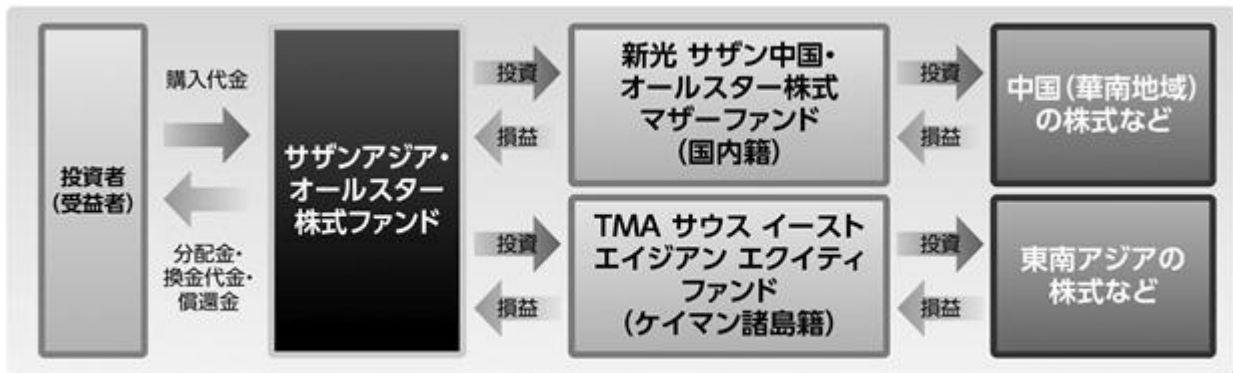 投資者
(受益者)
購入代金
分配金・
換金代金・
償還金
サザンアジア・
オールスター
株式ファンド
投資
損益
新光 サザン中国・
オールスター株式
マザーファンド
(国内籍)
投資
損益
中国(華南地域)
の株式など
投資
損益
TMA サウス イースト
エイジアン エクイティ
ファンド
(ケイマン諸島籍)
投資
損益
東南アジアの
株式など